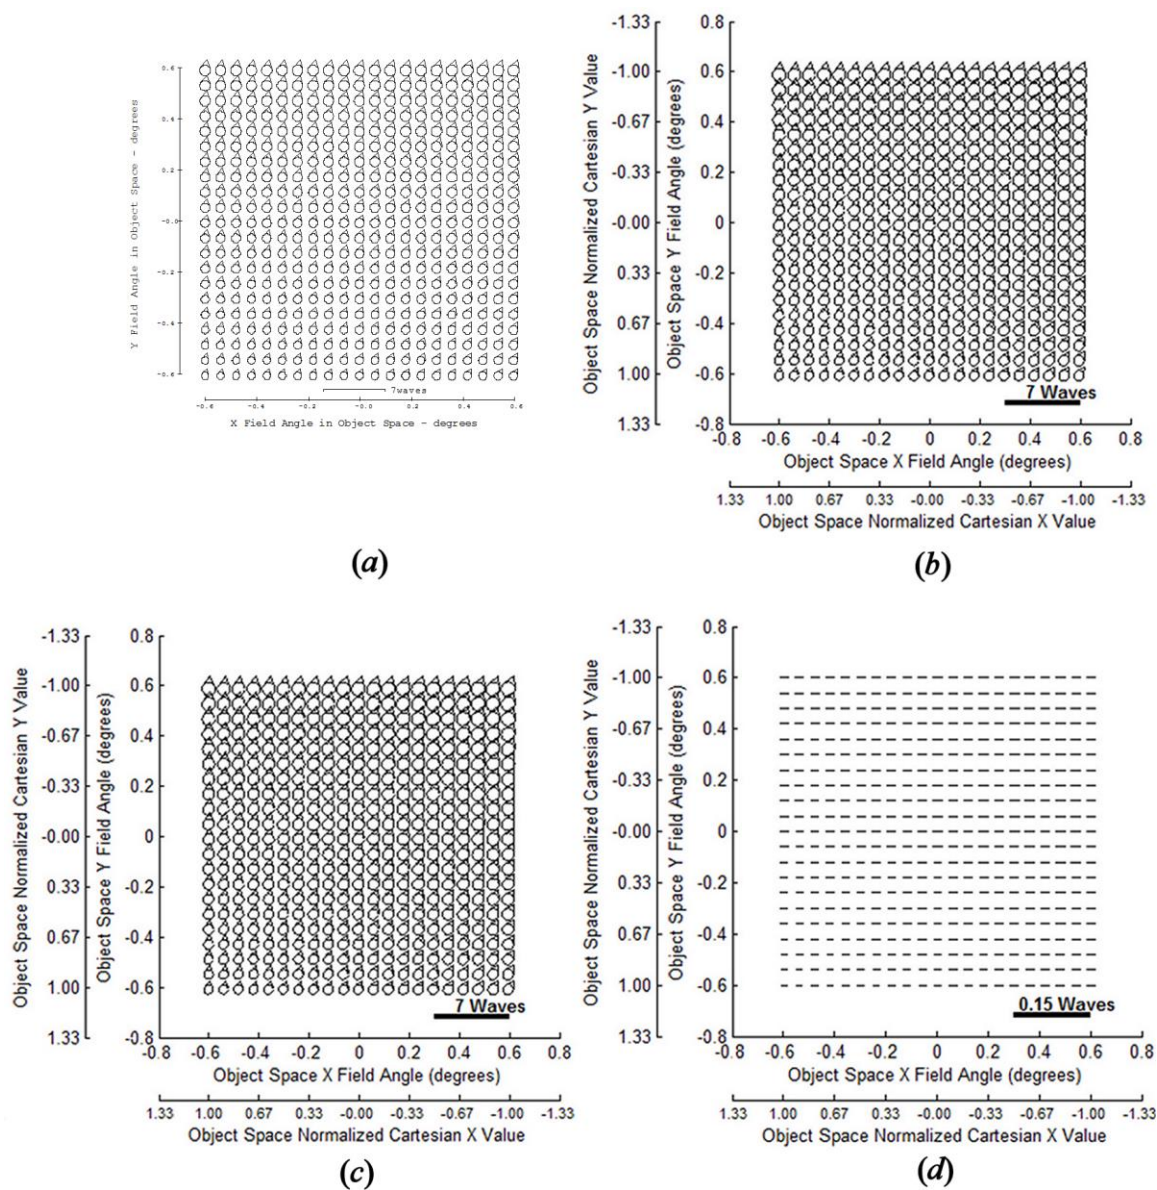 0.6
0.4
0.2
-0.0
-0.2
-0.4
-0.6
Y Field Angle in Object Space - degrees
7waves
-0.6 -0.4 -0.2 -0.0 0.2 0.4 0.6
X Field Angle in Object Space - degrees
(a)
-1.33 0.8
-1.00 0.6
-0.67 0.4
-0.33 0.2
-0.00 0
0.33 -0.2
0.67 -0.4
1.00 -0.6
1.33 -0.8
Object Space Normalized Cartesian Y Value
Object Space Y Field Angle (degrees)
7 Waves
-0.8 -0.6 -0.4 -0.2 0 0.2 0.4 0.6 0.8
Object Space X Field Angle (degrees)
1.33 1.00 0.67 0.33 -0.00 -0.33 -0.67 -1.00 -1.33
Object Space Normalized Cartesian X Value
(b)
-1.33 0.8
-1.00 0.6
-0.67 0.4
-0.33 0.2
-0.00 0
0.33 -0.2
0.67 -0.4
1.00 -0.6
1.33 -0.8
Object Space Normalized Cartesian Y Value
Object Space Y Field Angle (degrees)
7 Waves
-0.8 -0.6 -0.4 -0.2 0 0.2 0.4 0.6 0.8
Object Space X Field Angle (degrees)
1.33 1.00 0.67 0.33 -0.00 -0.33 -0.67 -1.00 -1.33
Object Space Normalized Cartesian X Value
(c)
-1.33 0.8
-1.00 0.6
-0.67 0.4
-0.33 0.2
-0.00 0
0.33 -0.2
0.67 -0.4
1.00 -0.6
1.33 -0.8
Object Space Normalized Cartesian Y Value
Object Space Y Field Angle (degrees)
0.15 Waves
-0.8 -0.6 -0.4 -0.2 0 0.2 0.4 0.6 0.8
Object Space X Field Angle (degrees)
1.33 1.00 0.67 0.33 -0.00 -0.33 -0.67 -1.00 -1.33
Object Space Normalized Cartesian X Value
(d)